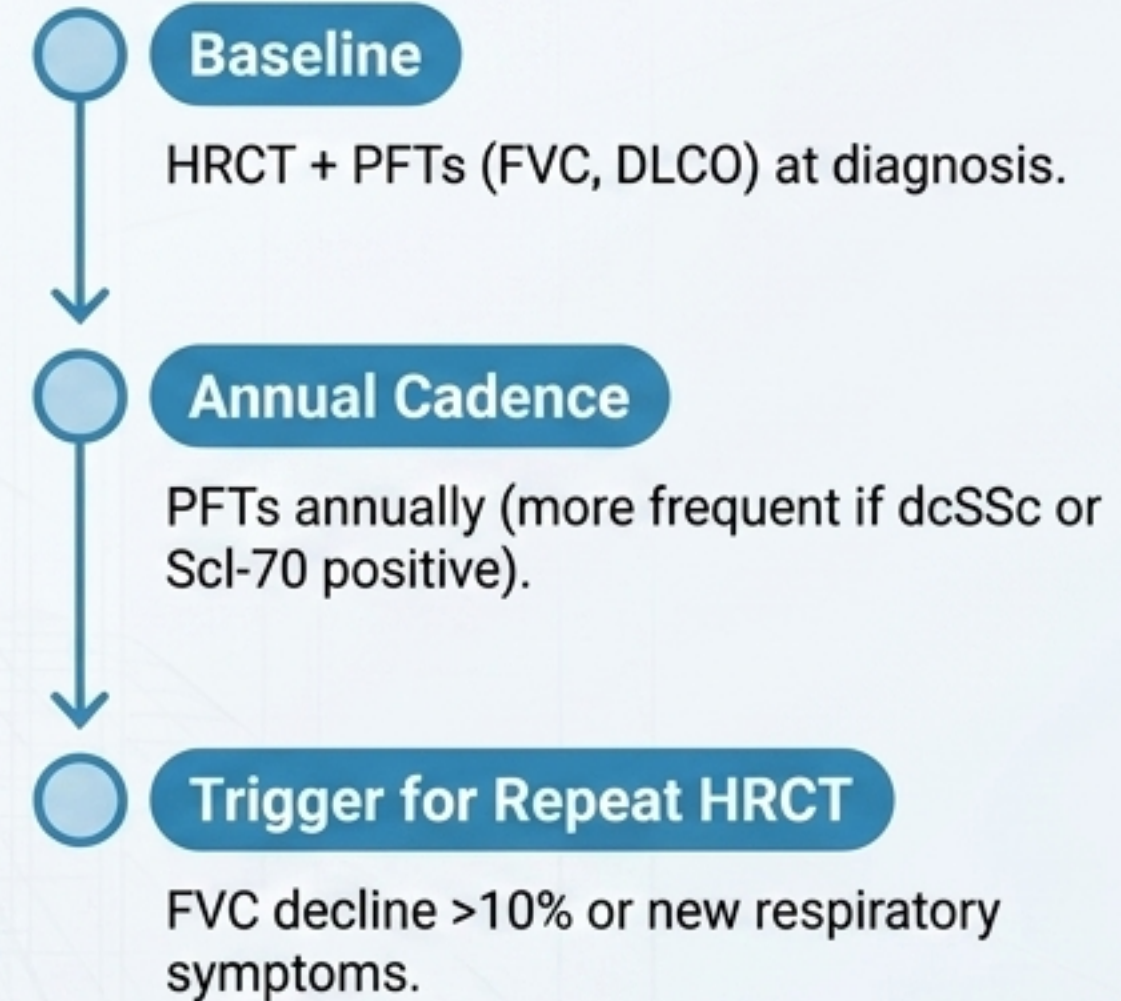 Baseline
HRCT + PFTs (FVC, DLCO) at diagnosis.
Annual Cadence
PFTs annually (more frequent if dcSSc or
Scl-70 positive).
Trigger for Repeat HRCT
FVC decline >10% or new respiratory
symptoms.